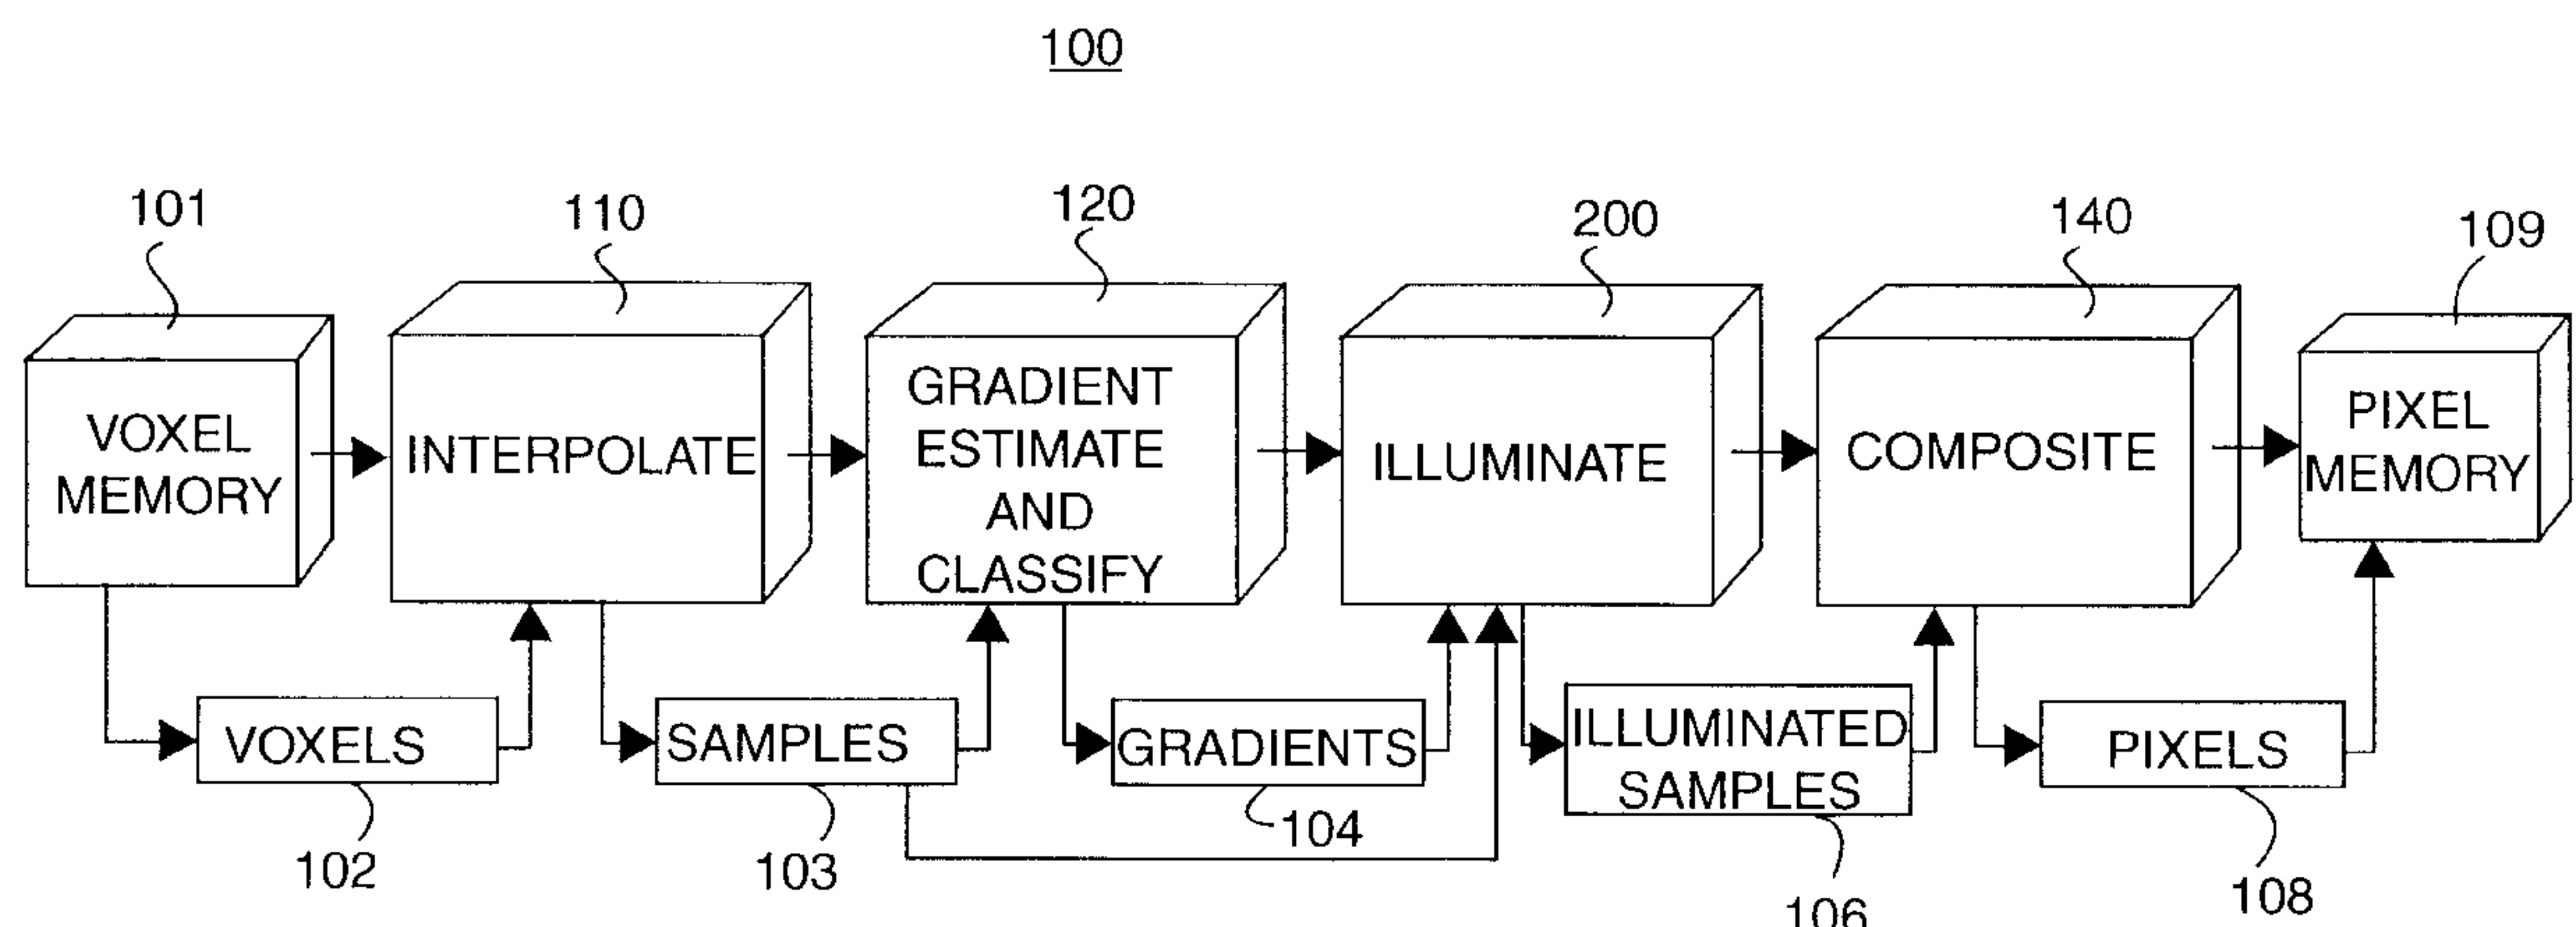 100
101
110
120
200
140
109
VOXEL
MEMORY
INTERPOLATE
GRADIENT
ESTIMATE
AND
CLASSIFY
ILLUMINATE
COMPOSITE
PIXEL
MEMORY
VOXELS
SAMPLES
GRADIENTS
ILLUMINATED
SAMPLES
PIXELS
102
103
104
106
108